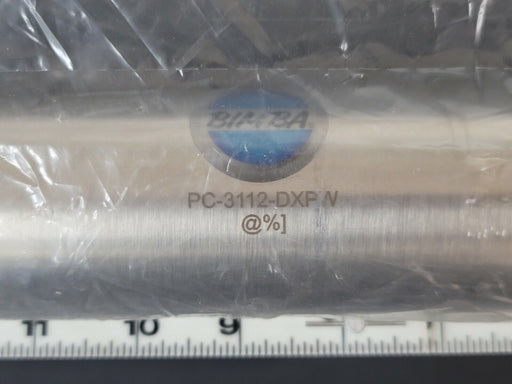 BIMBA
PC-3112-DXPW
@%]
11 10 9